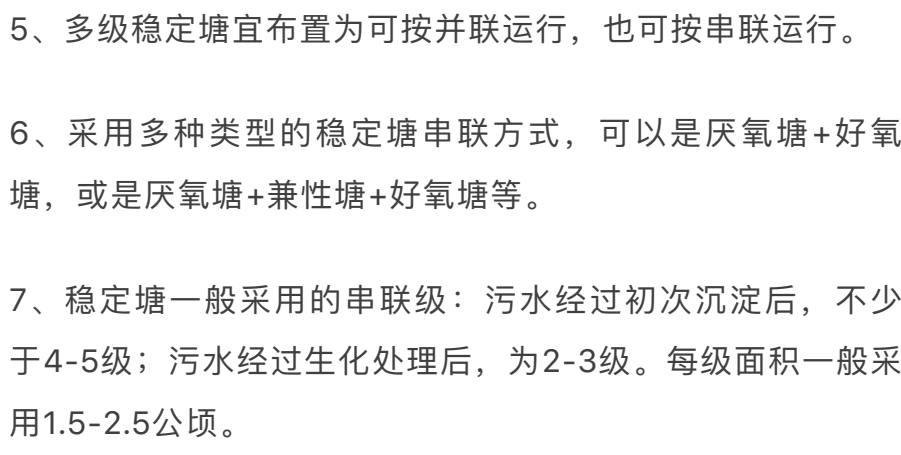 5、多级稳定塘宜布置为可按并联运行，也可按串联运行。
6、采用多种类型的稳定塘串联方式，可以是厌氧塘+好氧
塘，或是厌氧塘+兼性塘+好氧塘等。
7、稳定塘一般采用的串联级：污水经过初次沉淀后，不少
于4-5级；污水经过生化处理后，为2-3级。每级面积一般采
用1.5-2.5公顷。